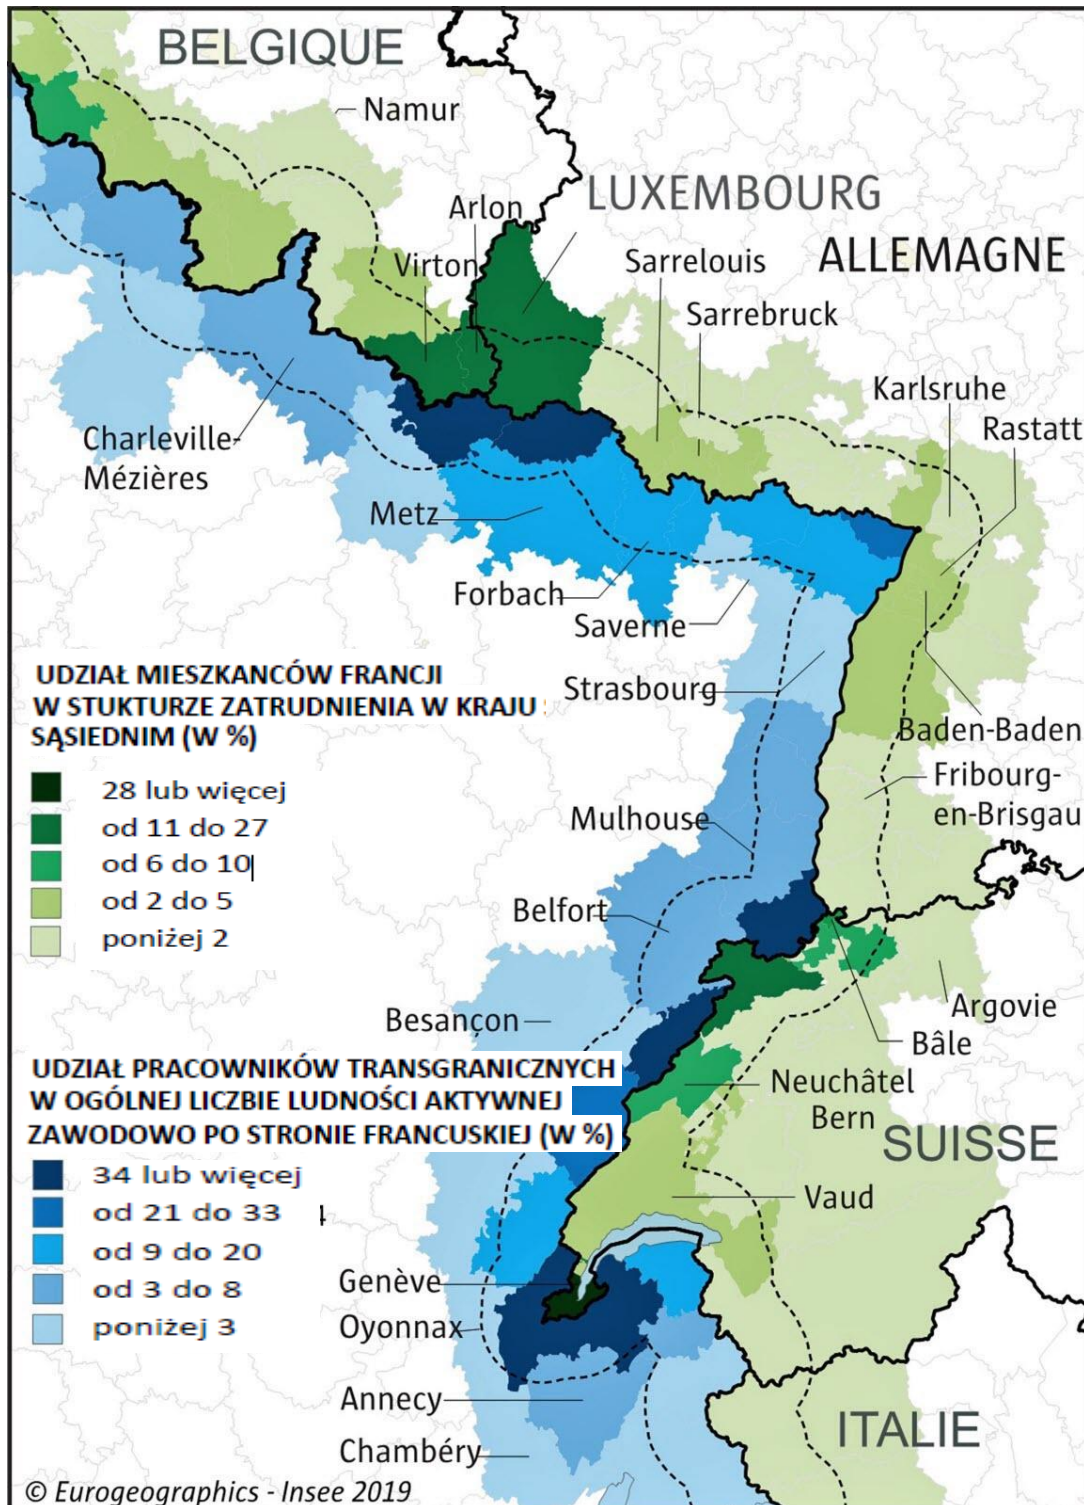 BELGIQUE
Namur
LUXEMBOURG
Arlon
ALLEMAGNE
Virton
Sarrelouis
Sarrebruck
Karlsruhe
Rastatt
Charleville-
Mézières
Metz
Forbach
Saverne
UDZIAŁ MIESZKANCÓW FRANCJI
W STUKTURZE ZATRUDNIENIA W KRAJU
SĄSIEDNIM (W %)
28 lub więcej
od 11 do 27
od 6 do 10
od 2 do 5
poniżej 2
Strasbourg
Baden-Baden
Fribourg-
en-Brisgau
Mulhouse
Belfort
Argovie
Besançon
Bâle
UDZIAŁ PRACOWNIKÓW TRANSGRANICZNYCH
W OGÓLNEJ LICZBIE LUDNOŚCI AKTYWNEJ
ZAWODOWO PO STRONIE FRANCUSKIEJ (W %)
34 lub więcej
od 21 do 33
od 9 do 20
od 3 do 8
poniżej 3
Neuchâtel
Bern
SUISSE
Vaud
Genève
Oyonnax
Annecy
Chambéry
ITALIE
© Eurogeographics - Insee 2019